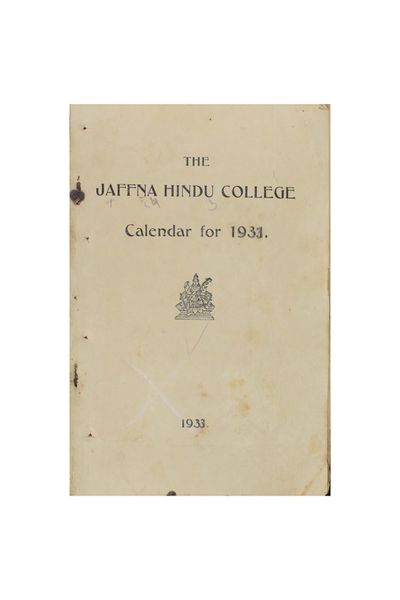 THE
JAFFNA HINDU COLLEGE
Calendar for 1933.
1933.